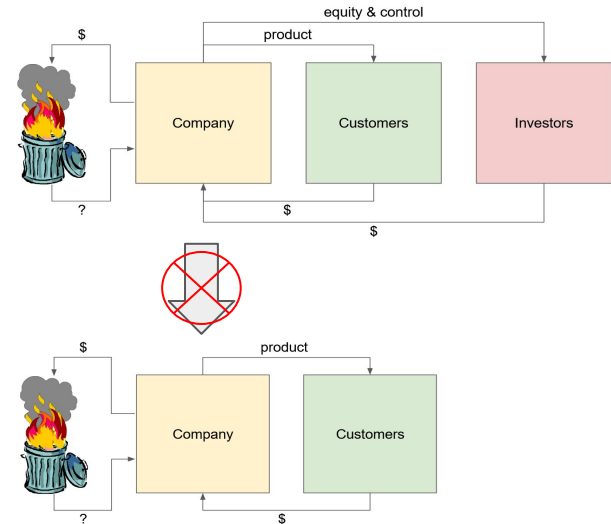 equity & control
$
product
Company
Customers
Investors
?
$
$
$
product
Company
Customers
?
$